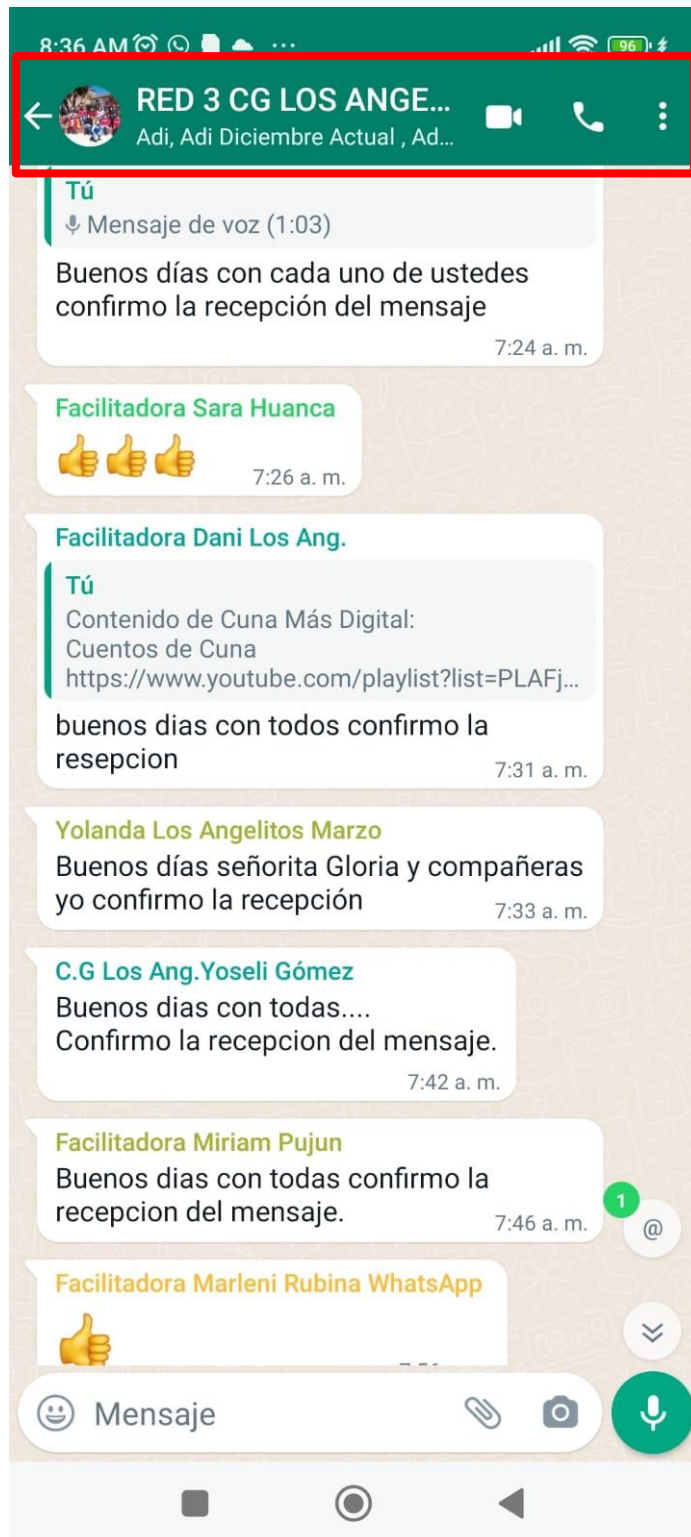 8:36 AM
96
RED 3 CG LOS ANGE...
Adi, Adi Diciembre Actual , Ad...
Tú
Mensaje de voz (1:03)
Buenos días con cada uno de ustedes
confirmo la recepción del mensaje
7:24 a. m.
Facilitadora Sara Huanca
7:26 a. m.
Facilitadora Dani Los Ang.
Tú
Contenido de Cuna Más Digital:
Cuentos de Cuna
https://www.youtube.com/playlist?list=PLAFj...
buenos dias con todos confirmo la
resepcion
7:31 a. m.
Yolanda Los Angelitos Marzo
Buenos días señorita Gloria y compañeras
yo confirmo la recepción
7:33 a. m.
C.G Los Ang.Yoseli Gómez
Buenos dias con todas....
Confirmo la recepcion del mensaje.
7:42 a. m.
Facilitadora Miriam Pujun
Buenos dias con todas confirmo la
recepcion del mensaje.
7:46 a. m.
1
@
Facilitadora Marleni Rubina WhatsApp
Mensaje